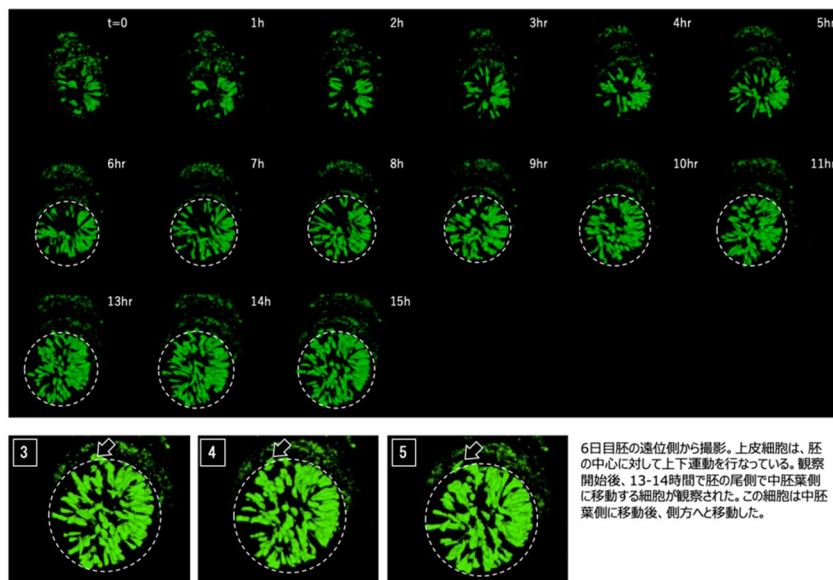 t=0 1h 2h 3hr 4hr 5hr
6hr 7h 8h 9hr 10hr 11hr
13hr 14h 15h
3 4 5
6日目胚の遠位側から撮影。上皮細胞は、胚
の中心に対して上下運動を行なっている。観察
開始後、13-14時間で胚の尾側で中胚葉側
に移動する細胞が観察された。この細胞は中胚
葉側に移動後、側方へと移動した。